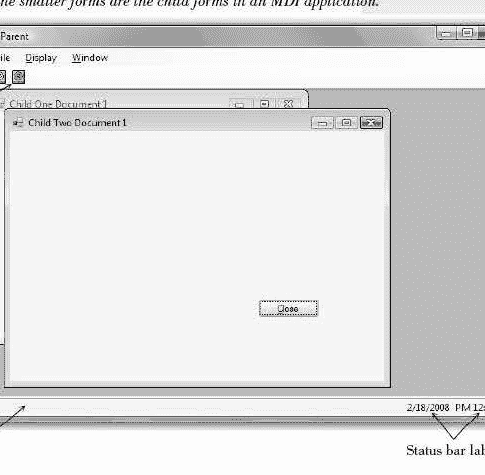 he smaller forms are the child forms in an MDI application.
Parent
ile Display Window
Child One Document 1
Child Two Document 1
Close
2/18/2008 PM 12:
Status bar lab